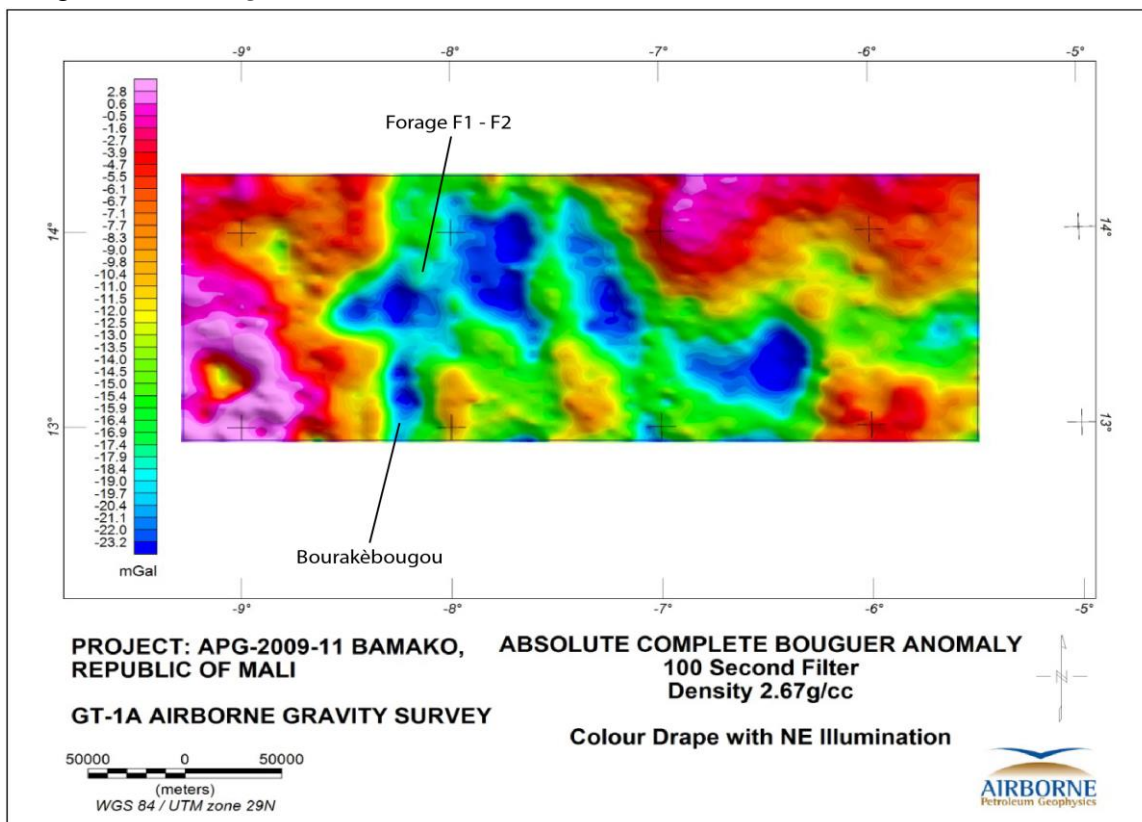 -9° -8° -7° -6° -5°
Forage F1 - F2
2.8
0.6
-0.5
-1.6
-2.7
-3.9
-5.5
-6.1
-7.1
-7.7
-8.3
-9.0
-9.8
-10.4
-11.0
-11.5
-12.0
-12.5
-13.0
-13.5
-14.0
-14.5
-15.0
-15.4
-15.9
-16.4
-16.9
-17.4
-17.9
-18.4
-19.0
-19.7
-20.4
-21.1
-22.0
-23.2
mGal
14° 14°
13° 13°
Bourakèbougou
-9° -8° -7° -6° -5°
PROJECT: APG-2009-11 BAMAKO,
REPUBLIC OF MALI
GT-1A AIRBORNE GRAVITY SURVEY
50000 0 50000
(meters)
WGS 84 / UTM zone 29N
ABSOLUTE COMPLETE BOUGUER ANOMALY
100 Second Filter
Density 2.67g/cc
Colour Drape with NE Illumination
N
AIRBORNE
Petroleum Geophysics